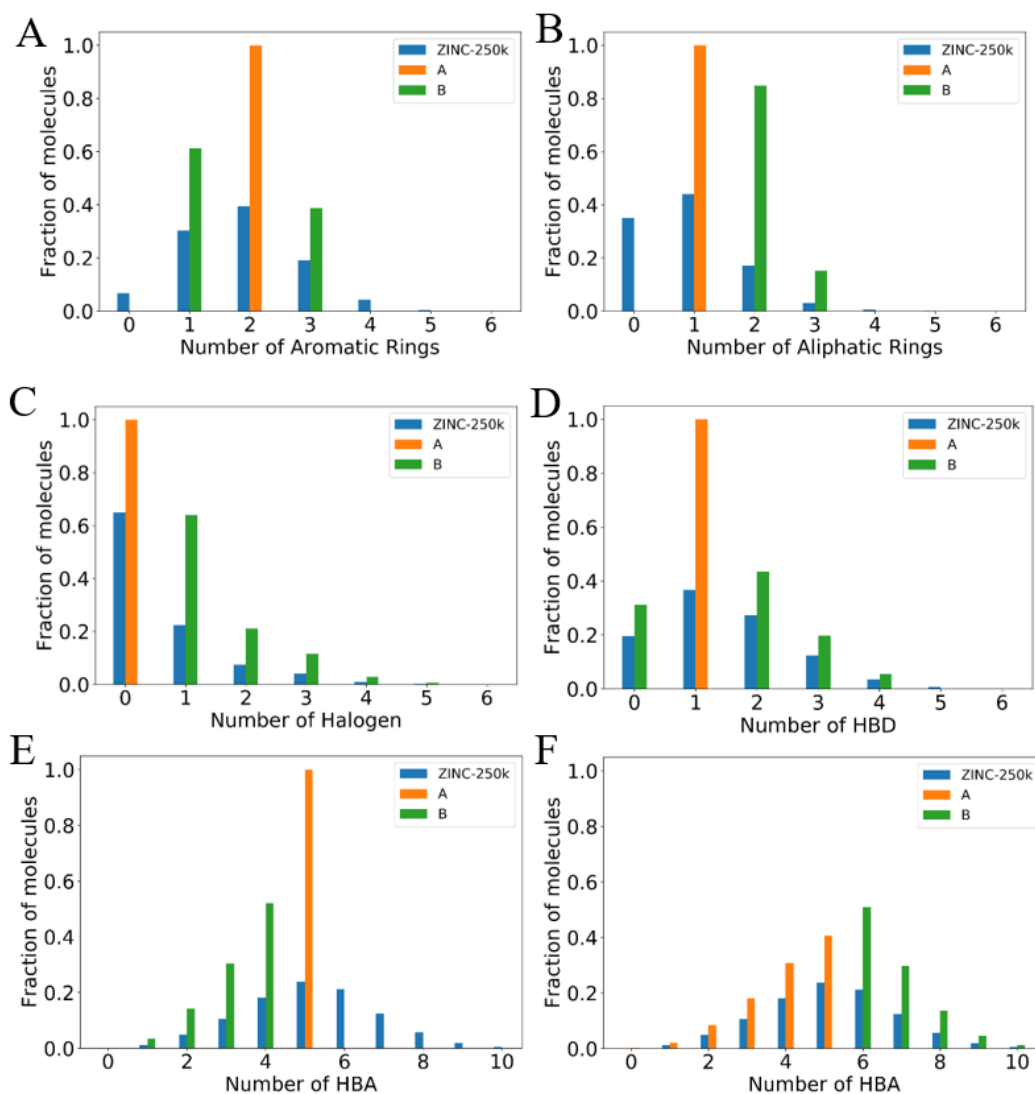 A
Fraction of molecules
1.0
0.8
0.6
0.4
0.2
0.0
ZINC-250k
A
B
0 1 2 3 4 5 6
Number of Aromatic Rings
B
Fraction of molecules
1.0
0.8
0.6
0.4
0.2
0.0
ZINC-250k
A
B
0 1 2 3 4 5 6
Number of Aliphatic Rings
C
Fraction of molecules
1.0
0.8
0.6
0.4
0.2
0.0
ZINC-250k
A
B
0 1 2 3 4 5 6
Number of Halogen
D
Fraction of molecules
1.0
0.8
0.6
0.4
0.2
0.0
ZINC-250k
A
B
0 1 2 3 4 5 6
Number of HBD
E
Fraction of molecules
1.0
0.8
0.6
0.4
0.2
0.0
ZINC-250k
A
B
0 2 4 6 8 10
Number of HBA
F
Fraction of molecules
1.0
0.8
0.6
0.4
0.2
0.0
ZINC-250k
A
B
0 2 4 6 8 10
Number of HBA